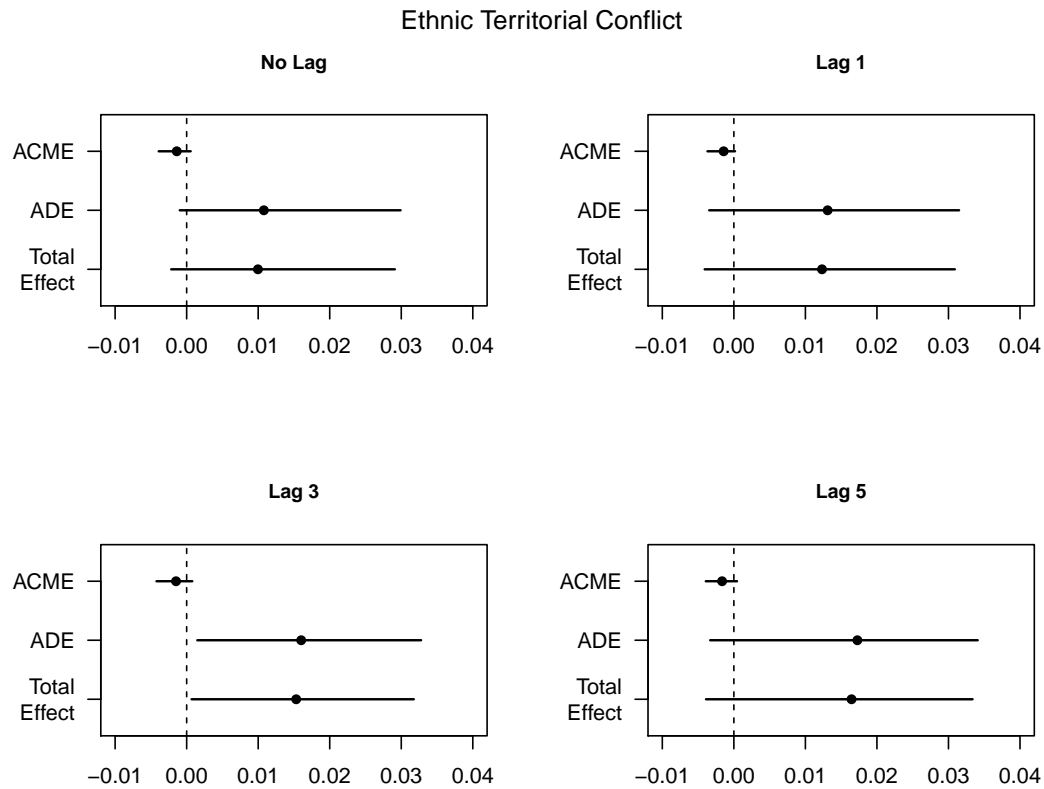 Ethnic Territorial Conflict
No Lag
ACME
ADE
Total
Effect
−0.01 0.00 0.01 0.02 0.03 0.04
Lag 1
ACME
ADE
Total
Effect
−0.01 0.00 0.01 0.02 0.03 0.04
Lag 3
ACME
ADE
Total
Effect
−0.01 0.00 0.01 0.02 0.03 0.04
Lag 5
ACME
ADE
Total
Effect
−0.01 0.00 0.01 0.02 0.03 0.04